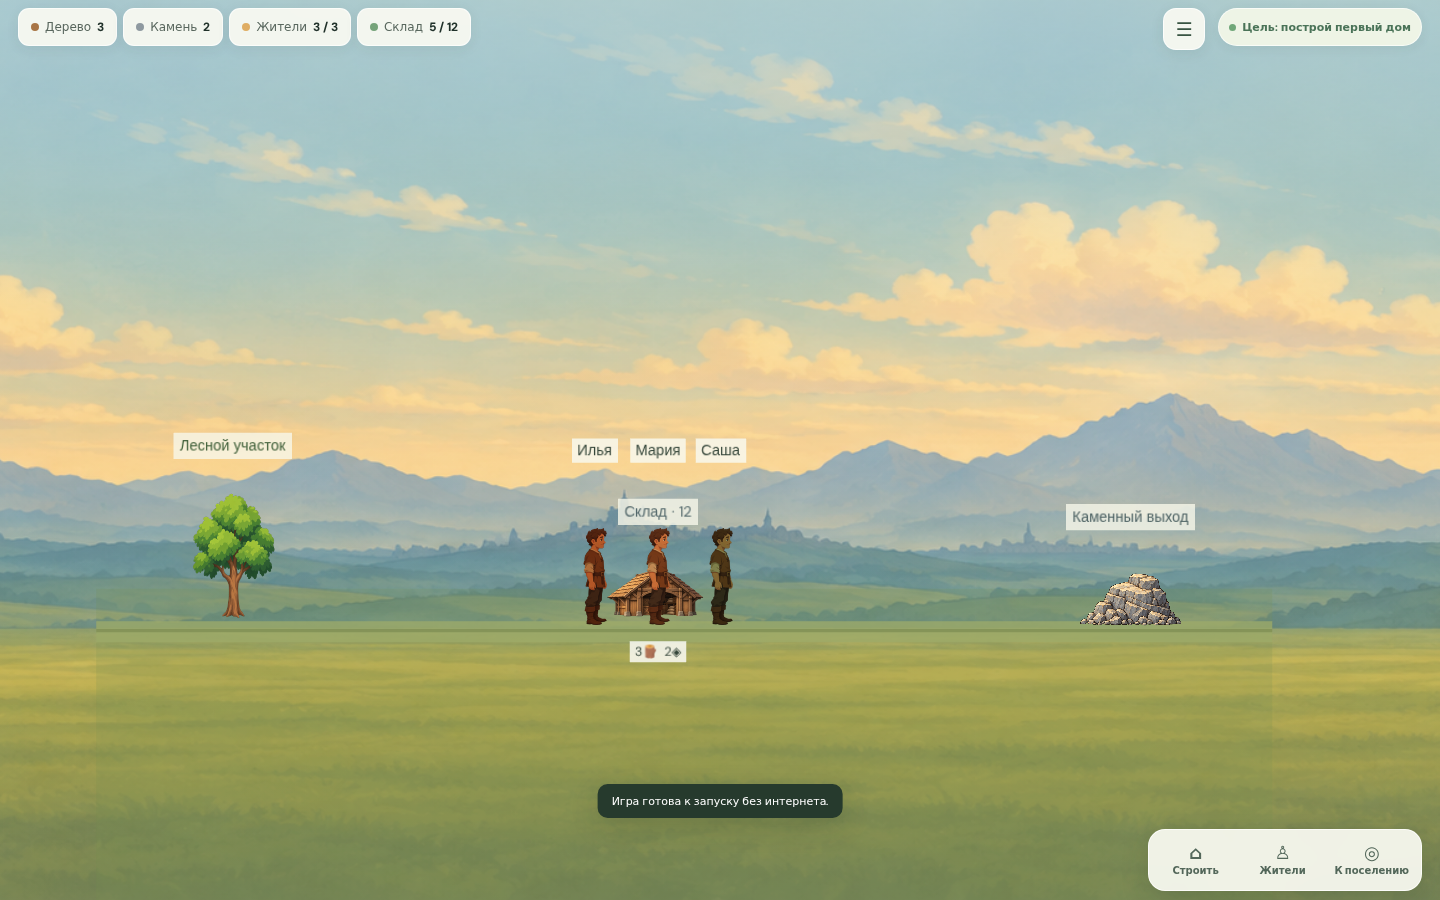 Дерево 3
Камень 2
Жители 3 / 3
Склад 5 / 12
Цель: построй первый дом
Лесной участок
Илья
Мария
Саша
Склад · 12
Каменный выход
3 2
Игра готова к запуску без интернета.
Строить
Жители
К поселению